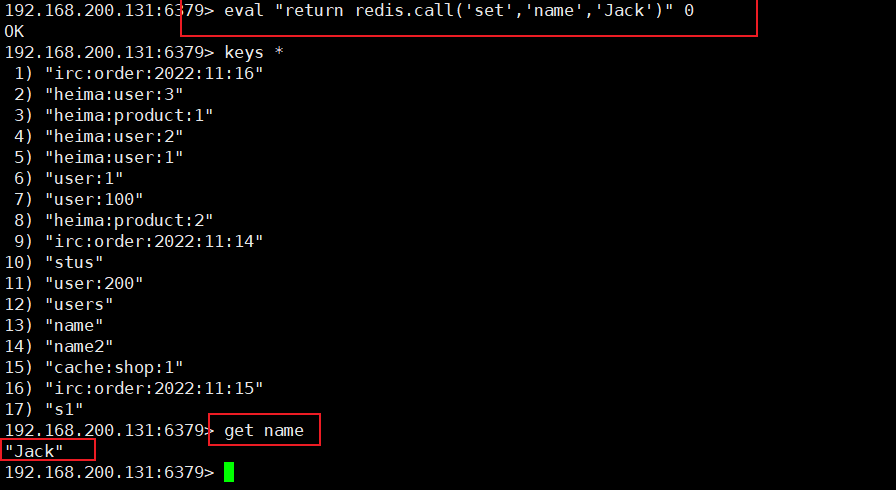 192.168.200.131:6379> eval "return redis.call('set','name','Jack')" 0
OK
192.168.200.131:6379> keys *
 1) "irc:order:2022:11:16"
 2) "heima:user:3"
 3) "heima:product:1"
 4) "heima:user:2"
 5) "heima:user:1"
 6) "user:1"
 7) "user:100"
 8) "heima:product:2"
 9) "irc:order:2022:11:14"
10) "stus"
11) "user:200"
12) "users"
13) "name"
14) "name2"
15) "cache:shop:1"
16) "irc:order:2022:11:15"
17) "s1"
192.168.200.131:6379> get name
"Jack"
192.168.200.131:6379>